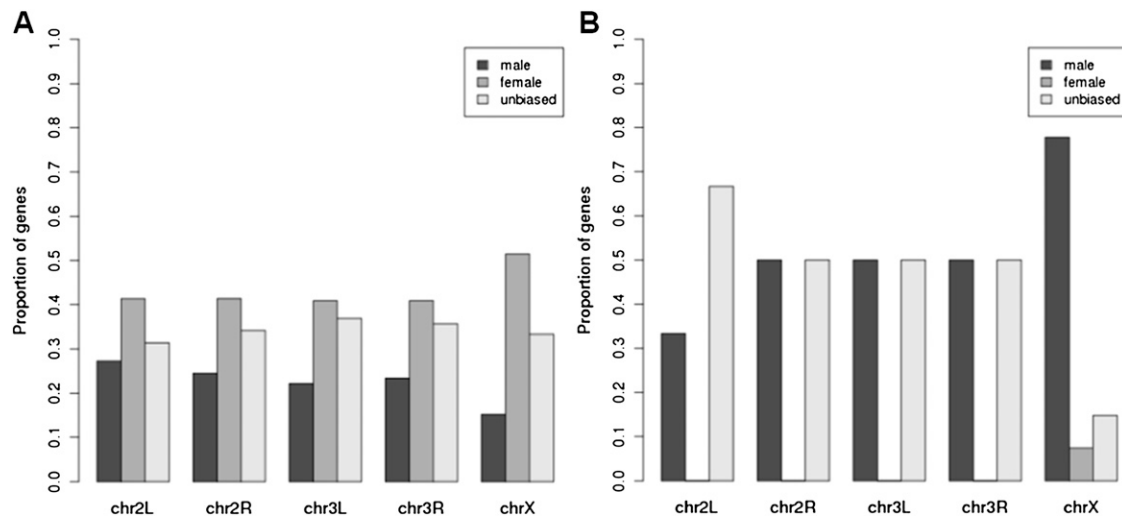 A
Proportion of genes
1.0
0.9
0.8
0.7
0.6
0.5
0.4
0.3
0.2
0.1
0.0
male
female
unbiased
chr2L
chr2R
chr3L
chr3R
chrX
B
Proportion of genes
1.0
0.9
0.8
0.7
0.6
0.5
0.4
0.3
0.2
0.1
0.0
male
female
unbiased
chr2L
chr2R
chr3L
chr3R
chrX